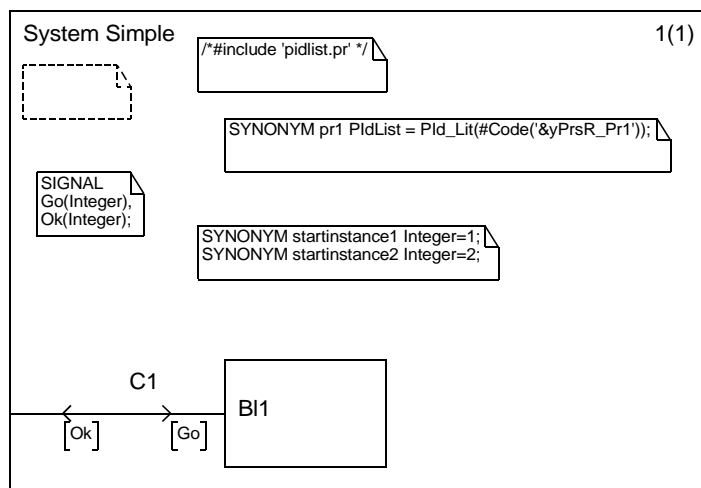 System Simple
1(1)
/*#include 'pidlist.pr' */
SYNONYM pr1 PIdList = PId_Lit(#Code('&yPrsR_Pr1'));
SIGNAL
Go(Integer),
Ok(Integer);
SYNONYM startinstance1 Integer=1;
SYNONYM startinstance2 Integer=2;
C1
Bl1
[Ok]
[Go]